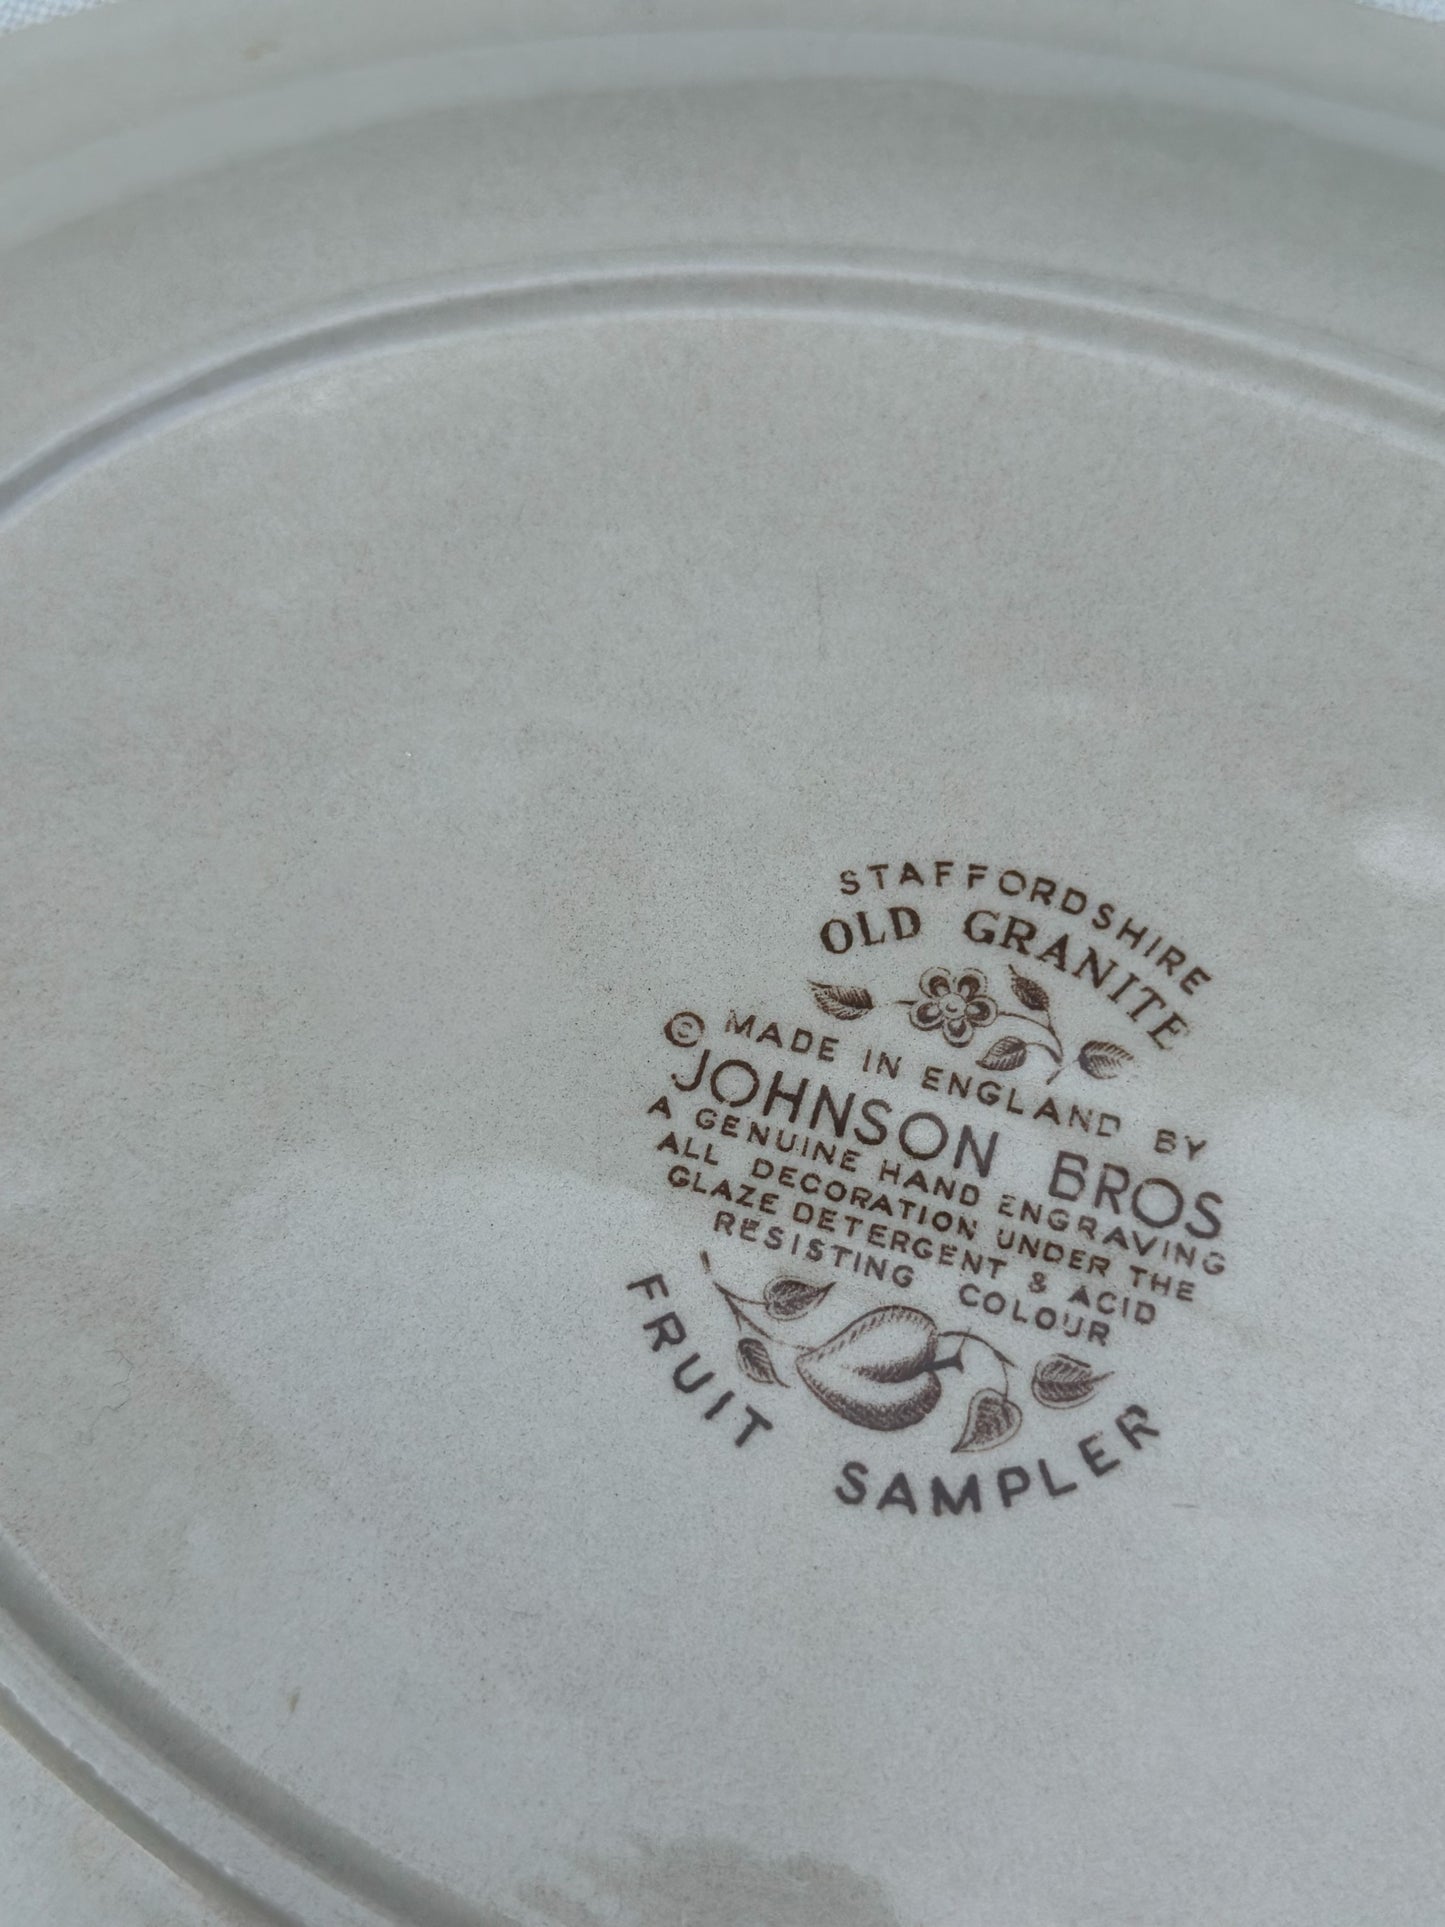 STAFFORDSHIRE
OLD GRANITE
© MADE IN ENGLAND BY
JOHNSON BROS
A GENUINE HAND ENGRAVING
ALL DECORATION UNDER THE
GLAZE DETERGENT & ACID
RESISTING COLOUR
FRUIT SAMPLER